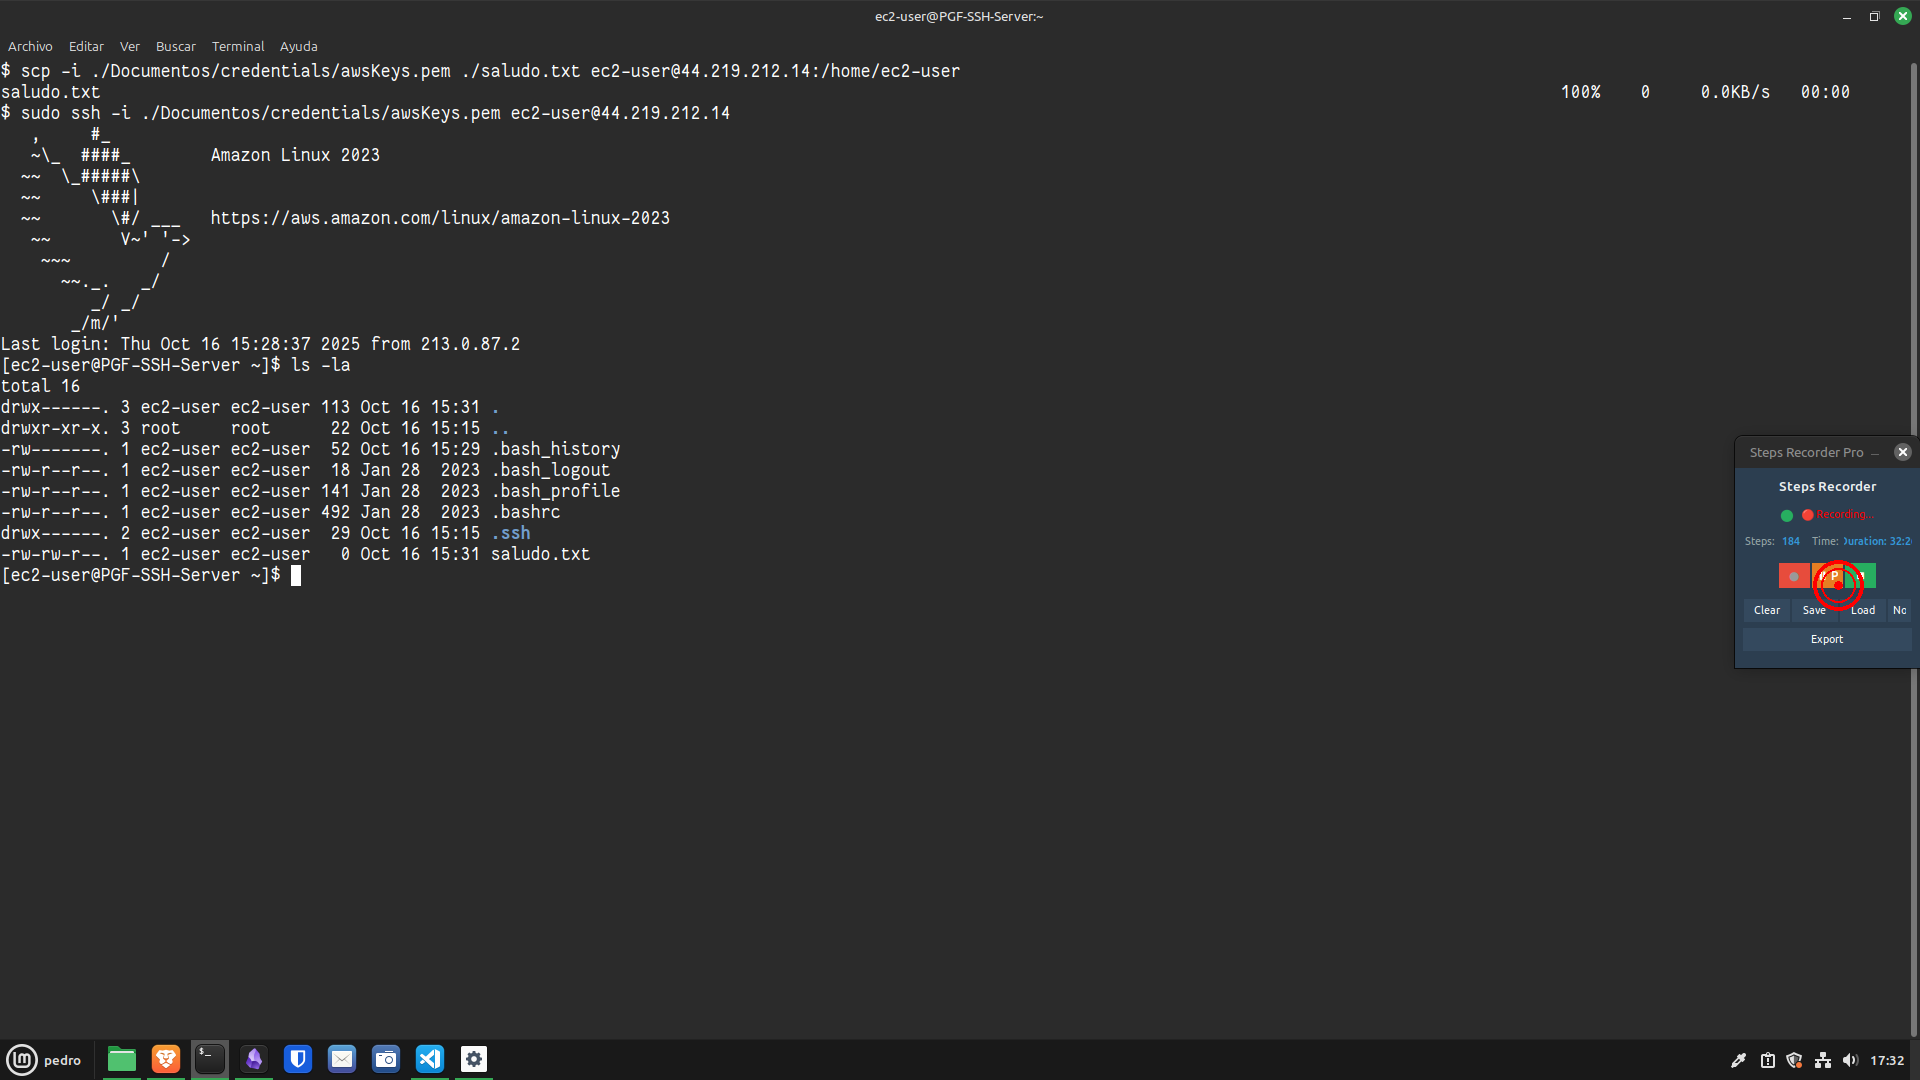 ec2-user@PGF-SSH-Server:~
Archivo Editar Ver Buscar Terminal Ayuda
$ scp -i ./Documentos/credentials/awsKeys.pem ./saludo.txt ec2-user@44.219.212.14:/home/ec2-user
saludo.txt 100% 0 0.0KB/s 00:00
$ sudo ssh -i ./Documentos/credentials/awsKeys.pem ec2-user@44.219.212.14
   ,     #_
   ~\_  ####_        Amazon Linux 2023
  ~~  \_#####\
  ~~     \###|
  ~~       \#/ ___   https://aws.amazon.com/linux/amazon-linux-2023
   ~~       V~' '->
    ~~~         /
      ~~._.   _/
         _/ _/
       _/m/'
Last login: Thu Oct 16 15:28:37 2025 from 213.0.87.2
[ec2-user@PGF-SSH-Server ~]$ ls -la
total 16
drwx------. 3 ec2-user ec2-user 113 Oct 16 15:31 .
drwxr-xr-x. 3 root     root      22 Oct 16 15:15 ..
-rw-------. 1 ec2-user ec2-user  52 Oct 16 15:29 .bash_history
-rw-r--r--. 1 ec2-user ec2-user  18 Jan 28  2023 .bash_logout
-rw-r--r--. 1 ec2-user ec2-user 141 Jan 28  2023 .bash_profile
-rw-r--r--. 1 ec2-user ec2-user 492 Jan 28  2023 .bashrc
drwx------. 2 ec2-user ec2-user  29 Oct 16 15:15 .ssh
-rw-rw-r--. 1 ec2-user ec2-user   0 Oct 16 15:31 saludo.txt
[ec2-user@PGF-SSH-Server ~]$
Steps Recorder Pro
Steps Recorder
Recording...
Steps: 184 Time: Duration: 32:2
P
Clear Save Load No
Export
pedro
17:32